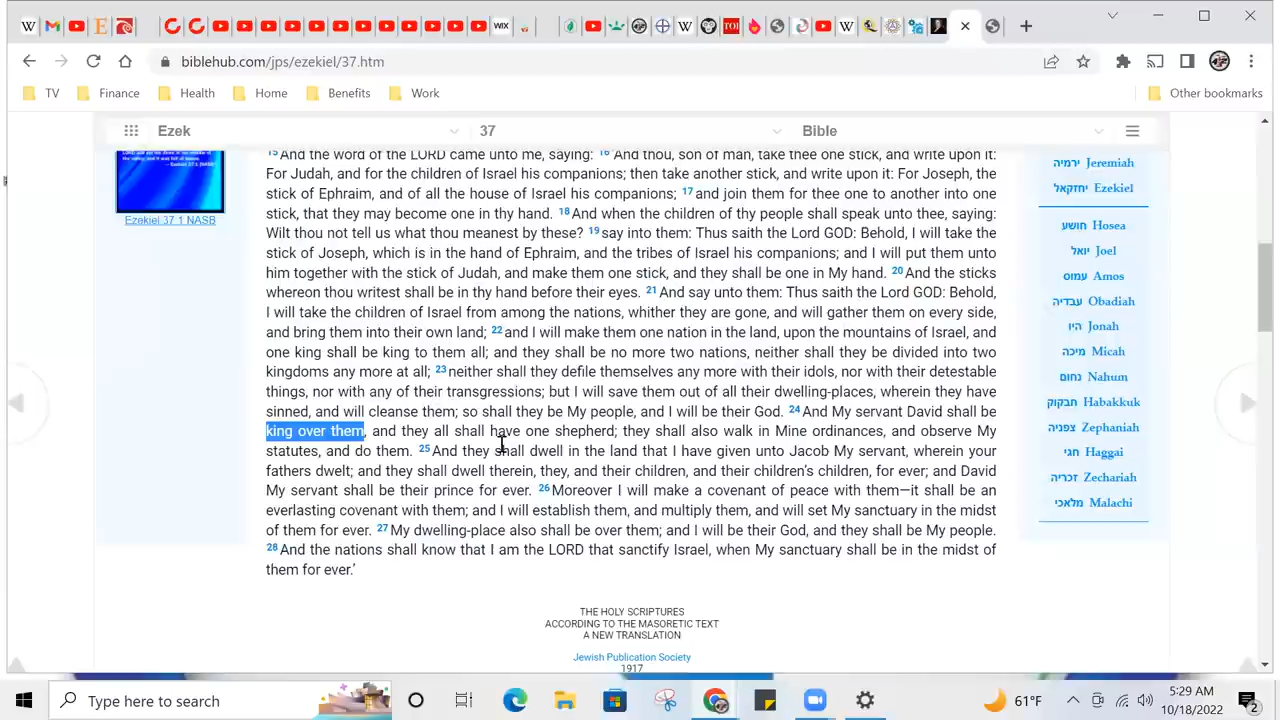 biblehub.com/jps/ezekiel/37.htm
TV Finance Health Home Benefits Work Other bookmarks
Ezek 37 Bible
15 And the word of the LORD came unto me, saying: 16 And thou, son of man, take thee one stick, and write upon it:
For Judah, and for the children of Israel his companions; then take another stick, and write upon it: For Joseph, the
stick of Ephraim, and of all the house of Israel his companions; 17 and join them for thee one to another into one
stick, that they may become one in thy hand. 18 And when the children of thy people shall speak unto thee, saying:
Wilt thou not tell us what thou meanest by these? 19 say into them: Thus saith the Lord GOD: Behold, I will take the
stick of Joseph, which is in the hand of Ephraim, and the tribes of Israel his companions; and I will put them unto
him together with the stick of Judah, and make them one stick, and they shall be one in My hand. 20 And the sticks
whereon thou writest shall be in thy hand before their eyes. 21 And say unto them: Thus saith the Lord GOD: Behold,
I will take the children of Israel from among the nations, whither they are gone, and will gather them on every side,
and bring them into their own land; 22 and I will make them one nation in the land, upon the mountains of Israel, and
one king shall be king to them all; and they shall be no more two nations, neither shall they be divided into two
kingdoms any more at all; 23 neither shall they defile themselves any more with their idols, nor with their detestable
things, nor with any of their transgressions; but I will save them out of all their dwelling-places, wherein they have
sinned, and will cleanse them; so shall they be My people, and I will be their God. 24 And My servant David shall be
king over them, and they all shall have one shepherd; they shall also walk in Mine ordinances, and observe My
statutes, and do them. 25 And they shall dwell in the land that I have given unto Jacob My servant, wherein your
fathers dwelt; and they shall dwell therein, they, and their children, and their children's children, for ever; and David
My servant shall be their prince for ever. 26 Moreover I will make a covenant of peace with them—it shall be an
everlasting covenant with them; and I will establish them, and multiply them, and will set My sanctuary in the midst
of them for ever. 27 My dwelling-place also shall be over them; and I will be their God, and they shall be My people.
28 And the nations shall know that I am the LORD that sanctify Israel, when My sanctuary shall be in the midst of
them for ever.'
THE HOLY SCRIPTURES
ACCORDING TO THE MASORETIC TEXT
A NEW TRANSLATION
Jewish Publication Society
1917
Ezekiel 37:1 NASB
Ezekiel 37 1 NASB
ירמיה Jeremiah
יחזקאל Ezekiel
הושע Hosea
יואל Joel
עמוס Amos
עבדיה Obadiah
Jonah
מיכה Micah
נחום Nahum
חבקוק Habakkuk
צפניה Zephaniah
חגי Haggai
זכריה Zechariah
מלאכי Malachi
Type here to search
61°F
5:29 AM
10/18/2022
2